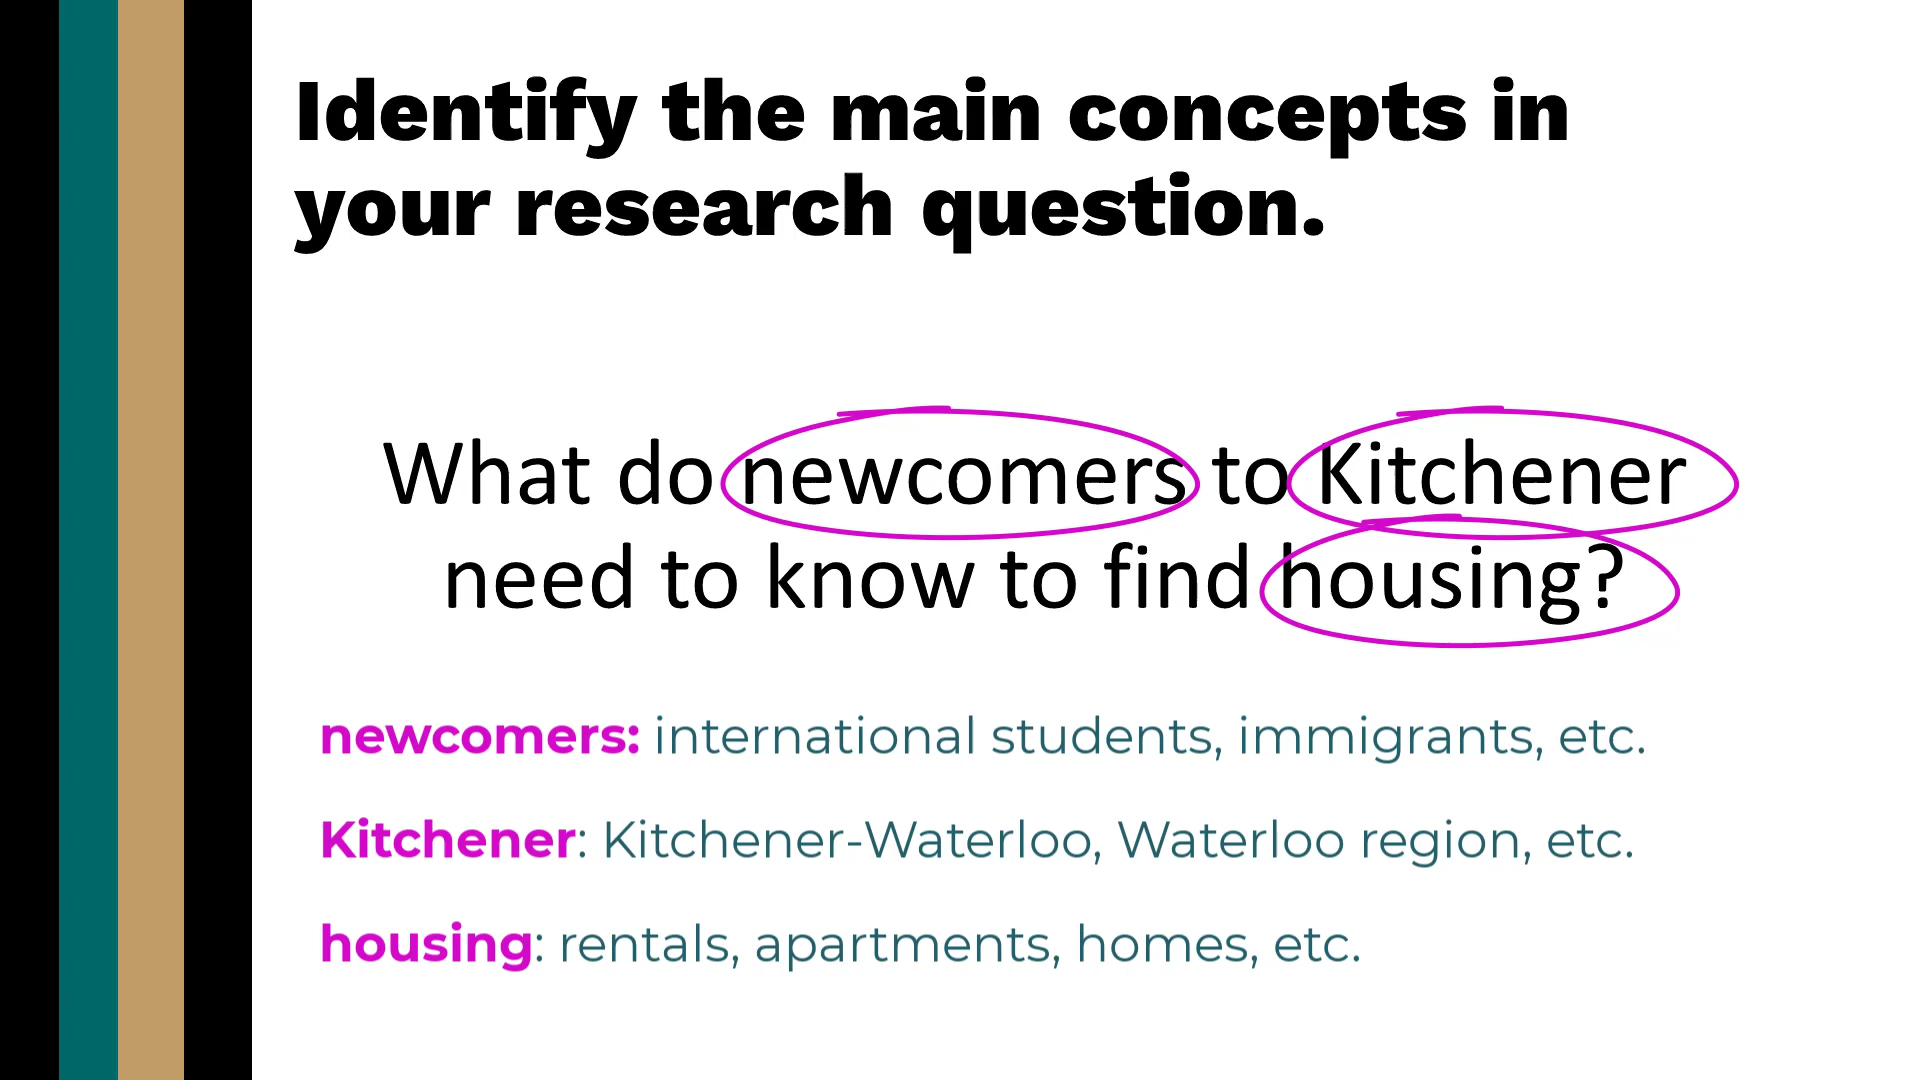 Identify the main concepts in
your research question.
What do newcomers to Kitchener
need to know to find housing?
newcomers: international students, immigrants, etc.
Kitchener: Kitchener-Waterloo, Waterloo region, etc.
housing: rentals, apartments, homes, etc.